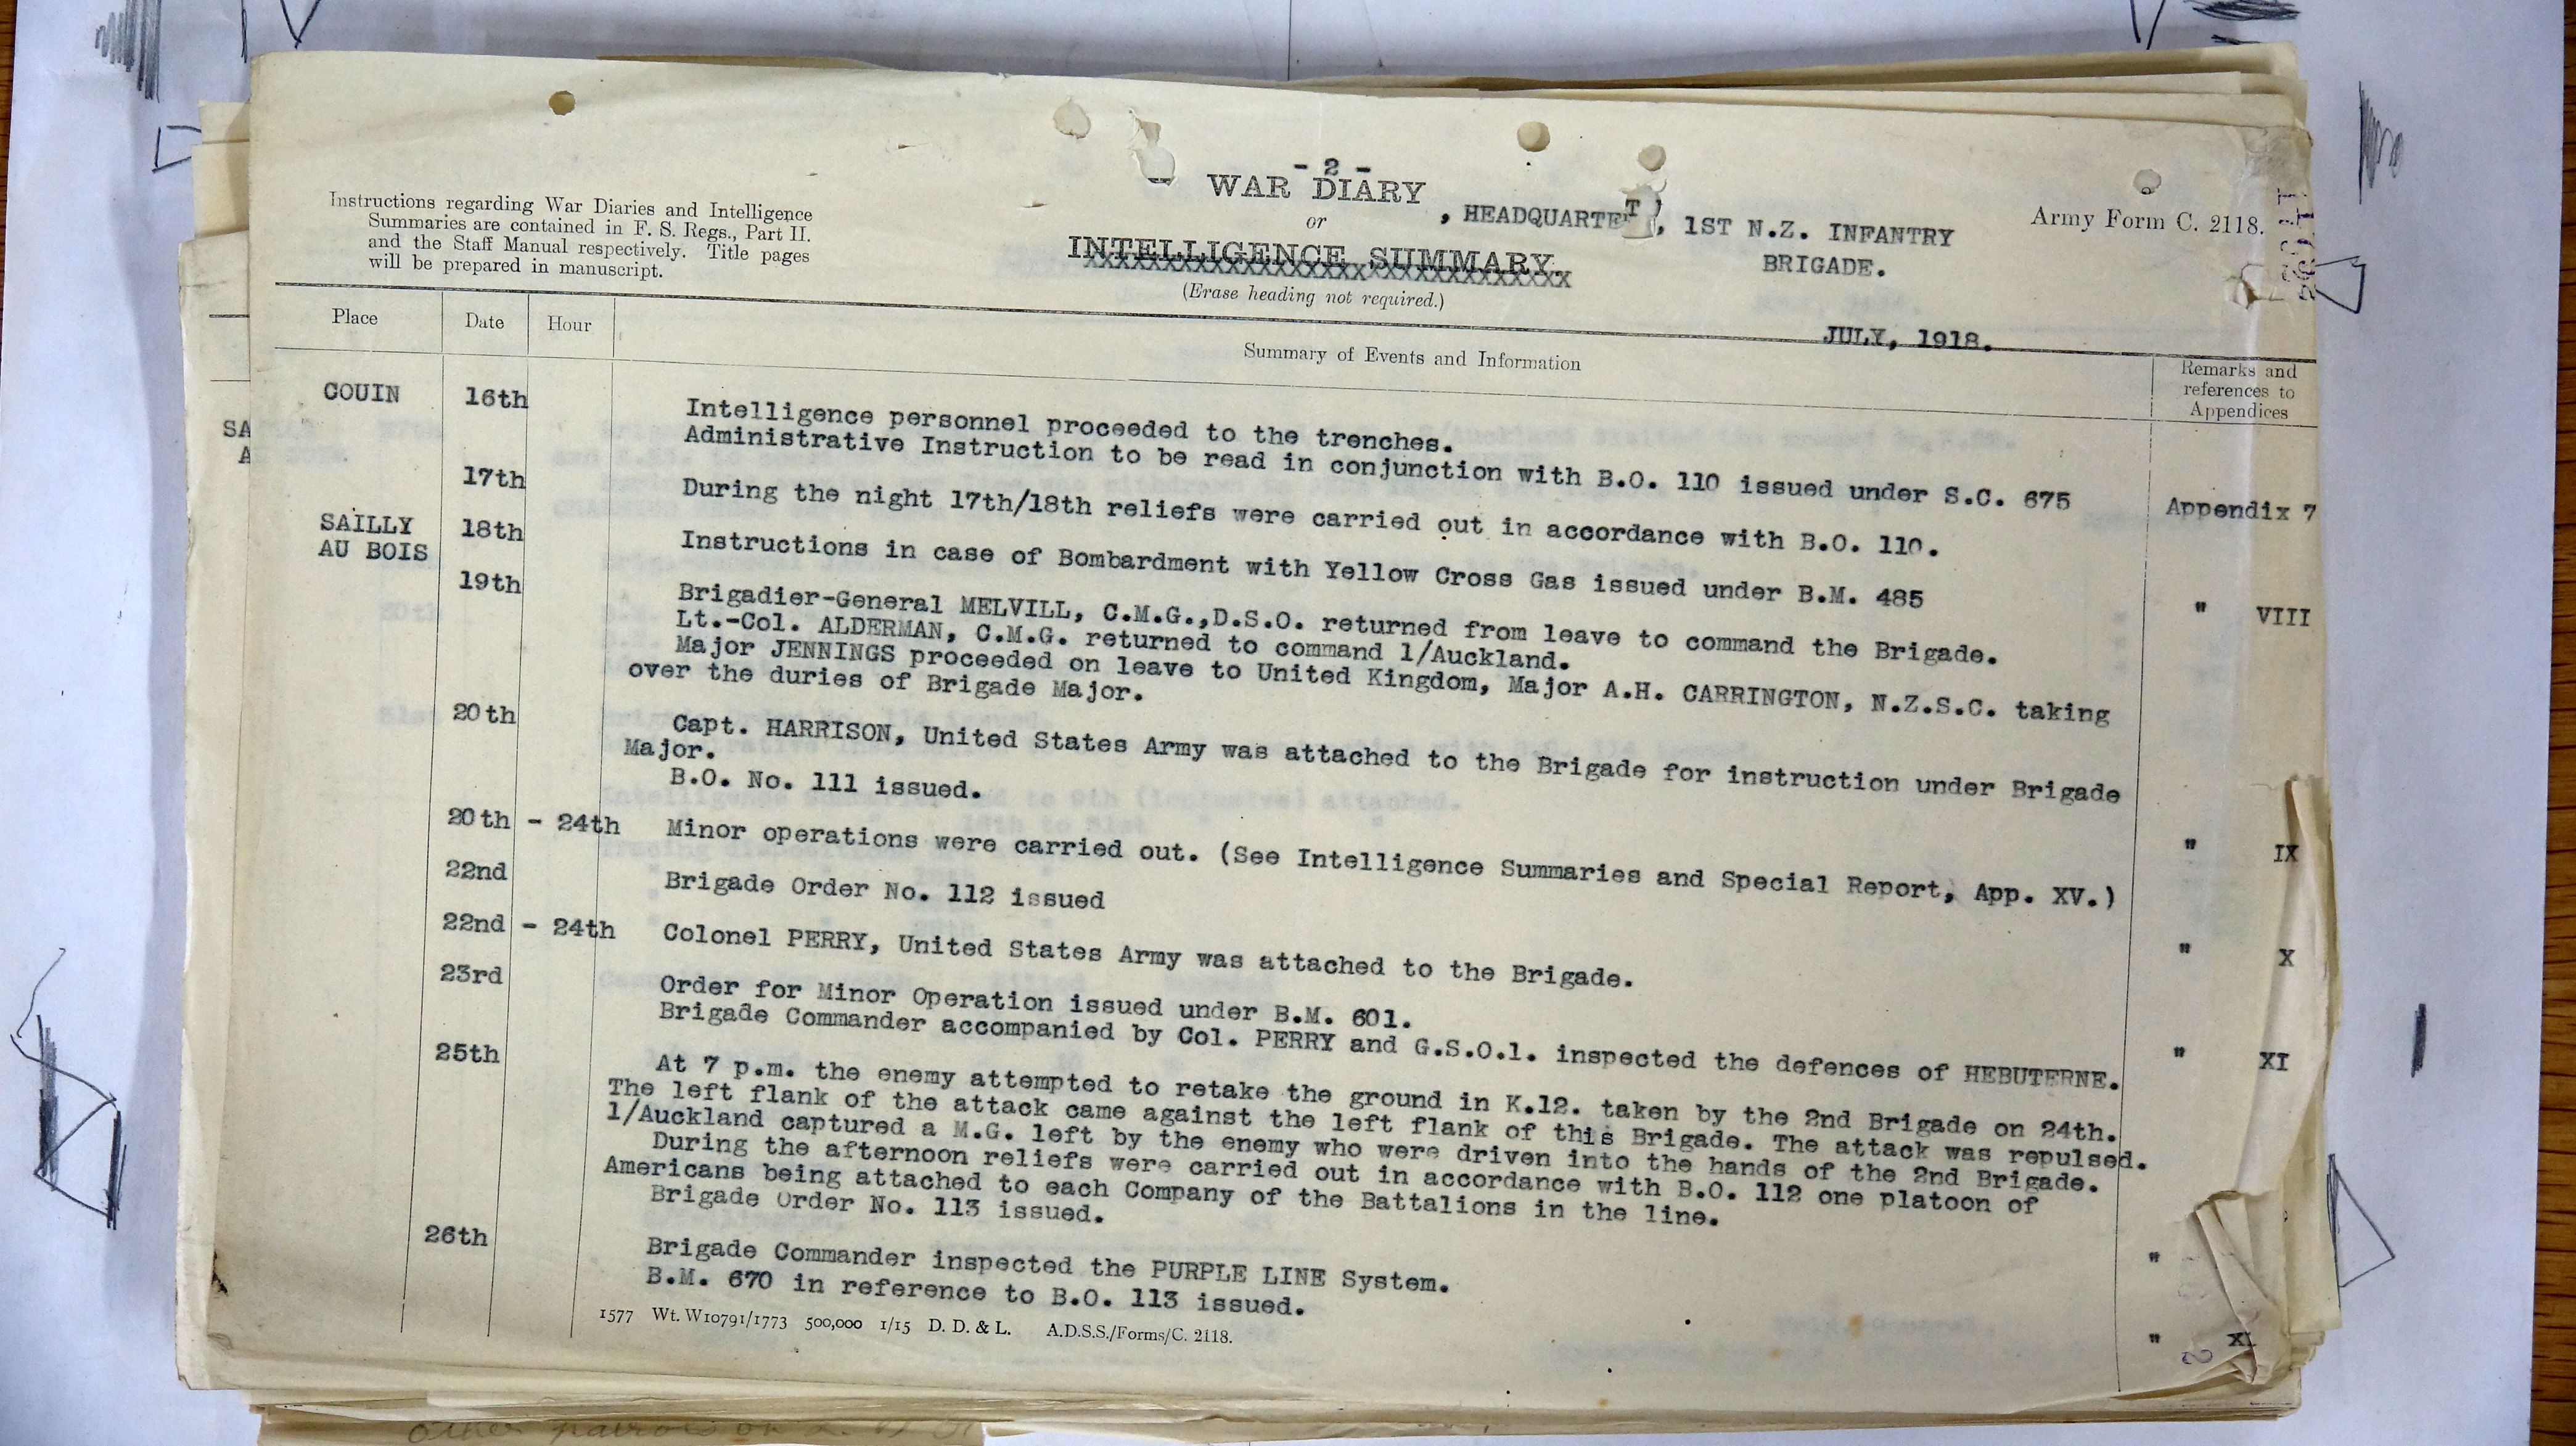 - 2 -
WAR DIARY
or
INTELLIGENCE SUMMARY.
(Erase heading not required.)
Instructions regarding War Diaries and Intelligence
Summaries are contained in F. S. Regs., Part II.
and the Staff Manual respectively. Title pages
will be prepared in manuscript.
, HEADQUARTE , 1ST N.Z. INFANTRY
BRIGADE.
Army Form C. 2118.
JULY, 1918.
Place Date Hour Summary of Events and Information Remarks and
references to
Appendices
COUIN 16th Intelligence personnel proceeded to the trenches.
Administrative Instruction to be read in conjunction with B.O. 110 issued under S.C. 675 Appendix 7
17th During the night 17th/18th reliefs were carried out in accordance with B.O. 110.
SAILLY
AU BOIS
18th Instructions in case of Bombardment with Yellow Cross Gas issued under B.M. 485 " VIII
19th Brigadier-General MELVILL, C.M.G.,D.S.O. returned from leave to command the Brigade.
Lt.-Col. ALDERMAN, C.M.G. returned to command 1/Auckland.
Major JENNINGS proceeded on leave to United Kingdom, Major A.H. CARRINGTON, N.Z.S.C. taking
over the duries of Brigade Major.
20th Capt. HARRISON, United States Army was attached to the Brigade for instruction under Brigade
Major.
B.O. No. 111 issued. " IX
20th - 24th Minor operations were carried out. (See Intelligence Summaries and Special Report, App. XV.)
22nd Brigade Order No. 112 issued " X
22nd - 24th Colonel PERRY, United States Army was attached to the Brigade.
23rd Order for Minor Operation issued under B.M. 601. " XI
Brigade Commander accompanied by Col. PERRY and G.S.O.1. inspected the defences of HEBUTERNE.
25th At 7 p.m. the enemy attempted to retake the ground in K.12. taken by the 2nd Brigade on 24th.
The left flank of the attack came against the left flank of this Brigade. The attack was repulsed.
1/Auckland captured a M.G. left by the enemy who were driven into the hands of the 2nd Brigade.
During the afternoon reliefs were carried out in accordance with B.O. 112 one platoon of
Americans being attached to each Company of the Battalions in the line.
Brigade Order No. 113 issued. "
26th Brigade Commander inspected the PURPLE LINE System.
B.M. 670 in reference to B.O. 113 issued. " XI
1577 Wt. W10791/1773 500,000 1/15 D. D. & L. A.D.S.S./Forms/C. 2118.